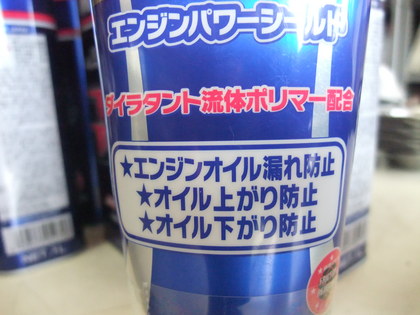 エンジンパワーシールド
ダイラタント流体ポリマー配合
★エンジンオイル漏れ防止
★オイル上がり防止
★オイル下がり防止